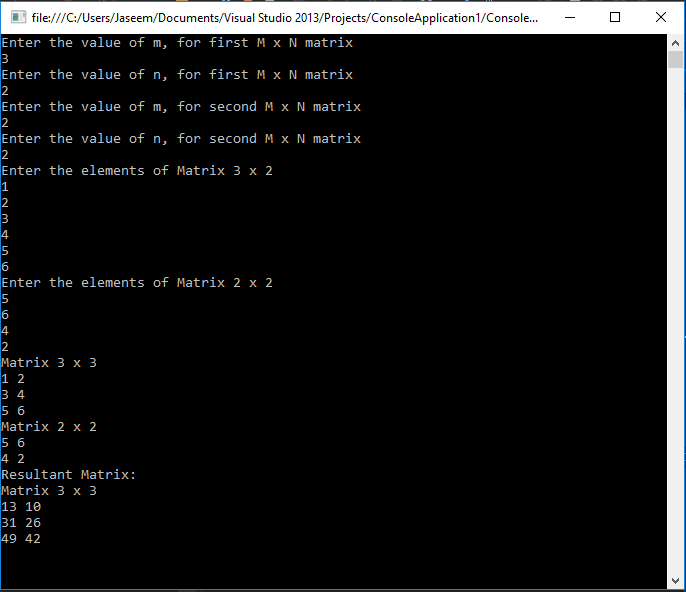 file:///C:/Users/Jaseem/Documents/Visual Studio 2013/Projects/ConsoleApplication1/Console...
Enter the value of m, for first M x N matrix
3
Enter the value of n, for first M x N matrix
2
Enter the value of m, for second M x N matrix
2
Enter the value of n, for second M x N matrix
2
Enter the elements of Matrix 3 x 2
1
2
3
4
5
6
Enter the elements of Matrix 2 x 2
5
6
4
2
Matrix 3 x 3
1 2
3 4
5 6
Matrix 2 x 2
5 6
4 2
Resultant Matrix:
Matrix 3 x 3
13 10
31 26
49 42